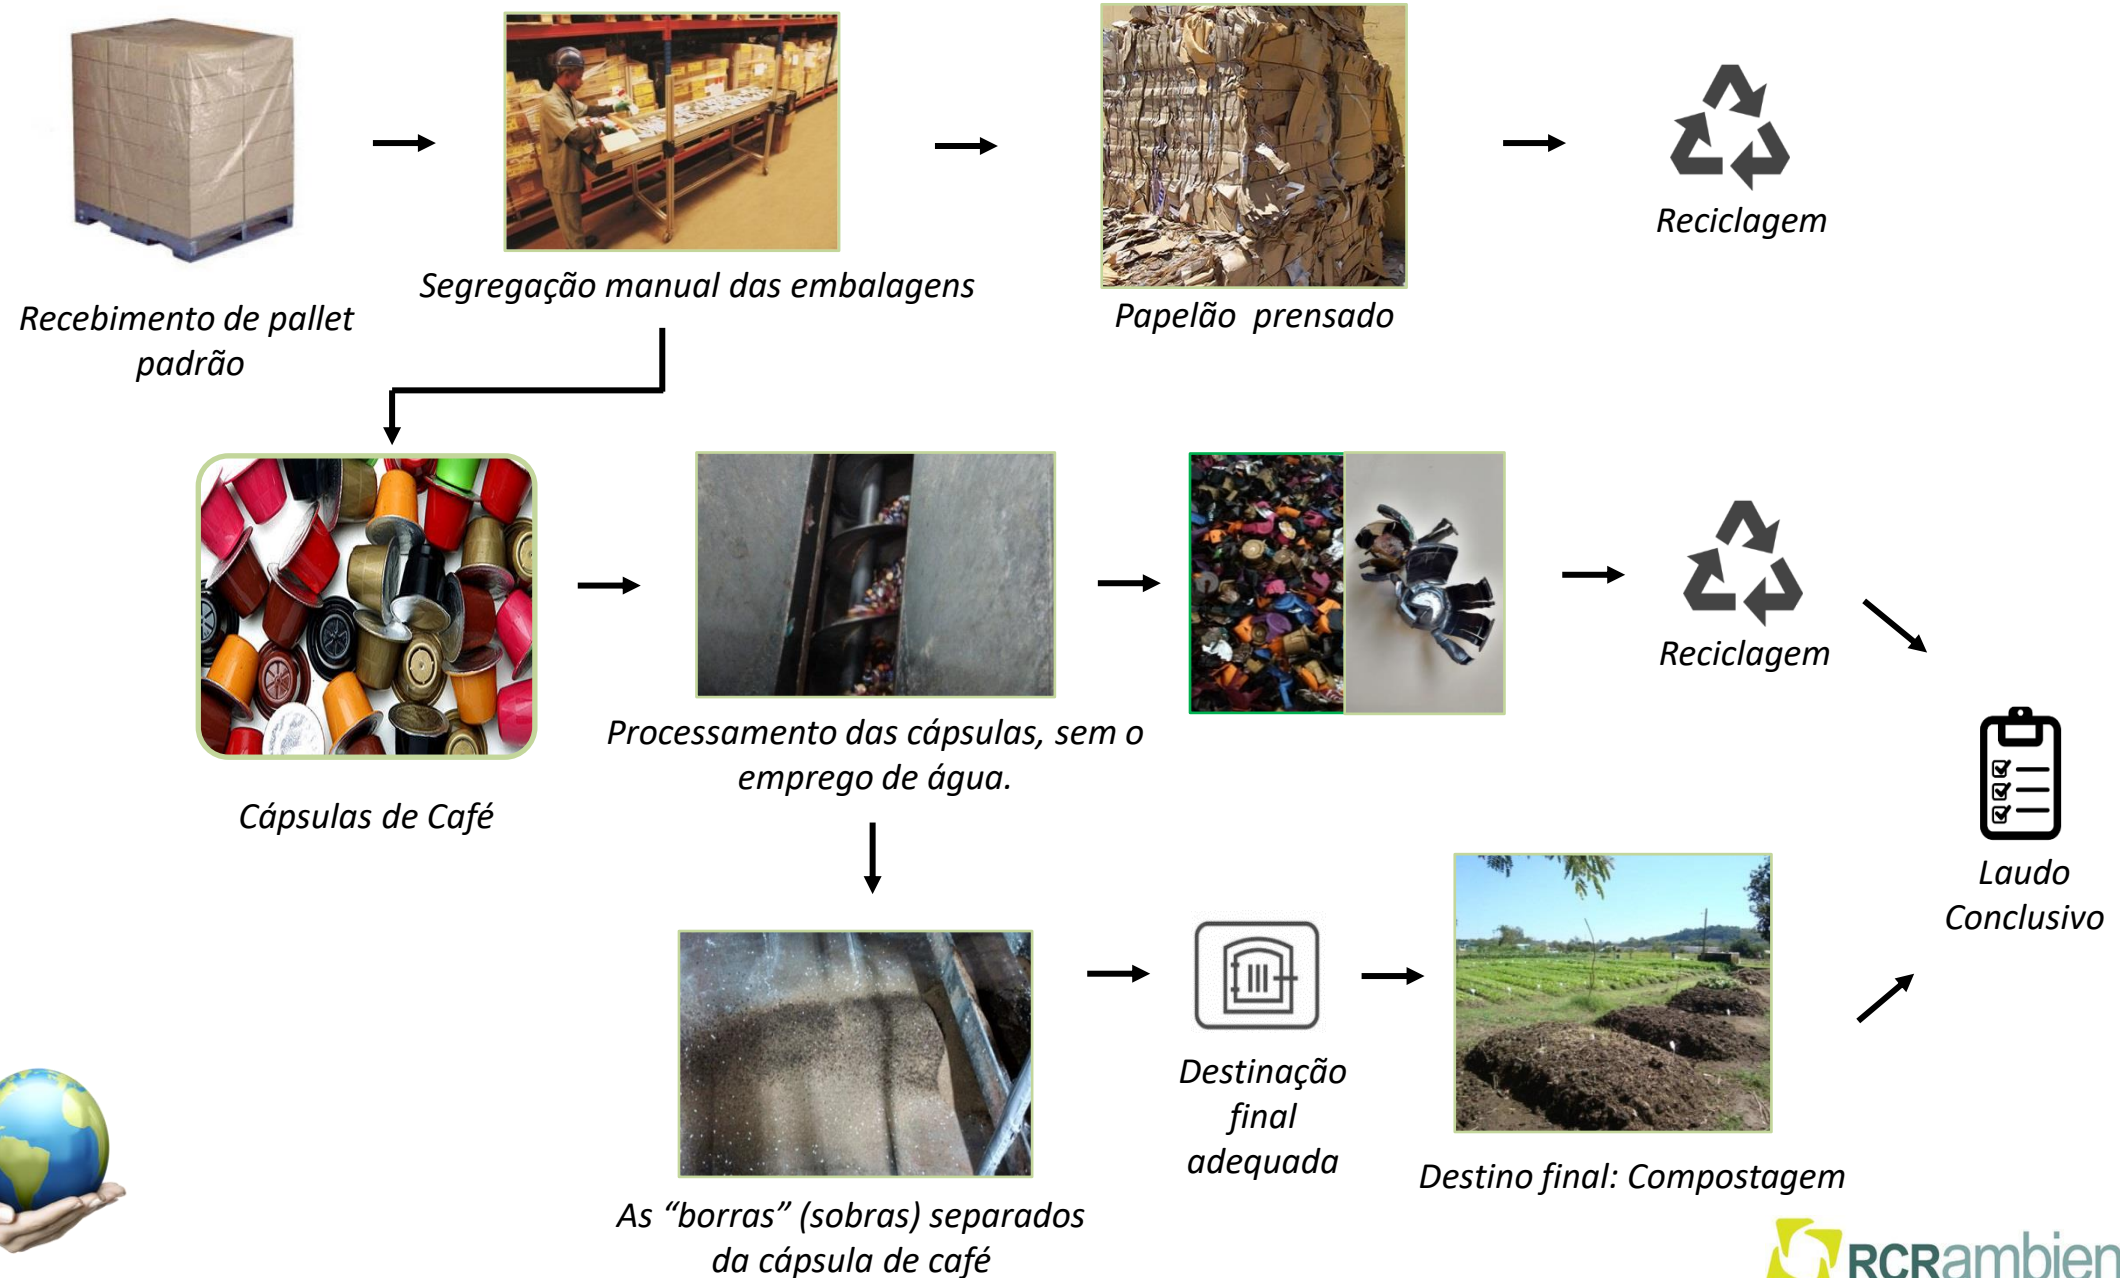 Recebimento de pallet
padrão
Segregação manual das embalagens
Papelão prensado
Reciclagem
Cápsulas de Café
Processamento das cápsulas, sem o
emprego de água.
Reciclagem
Laudo
Conclusivo
As “borras” (sobras) separados
da cápsula de café
Destinação
final
adequada
Destino final: Compostagem
RCRambien